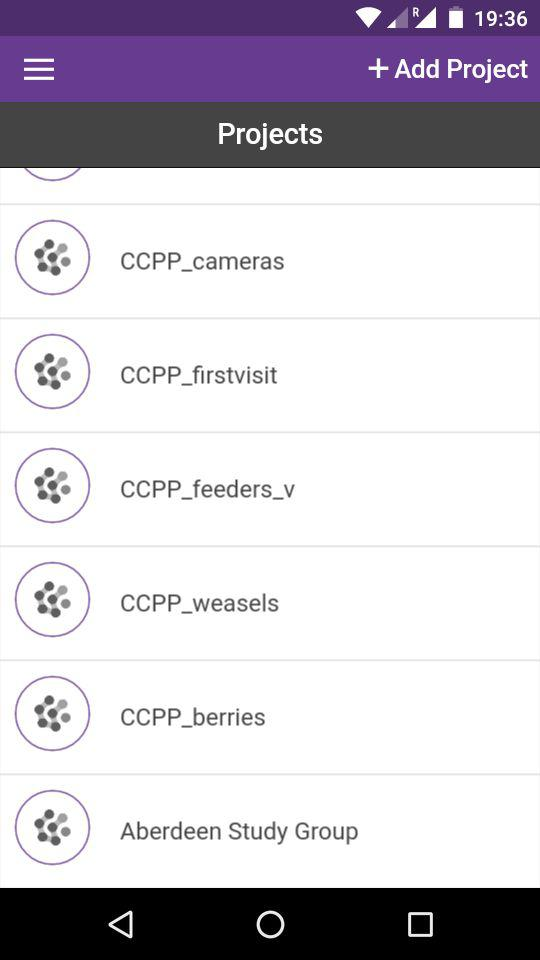 R 19:36
+ Add Project
Projects
CCPP_cameras
CCPP_firstvisit
CCPP_feeders_v
CCPP_weasels
CCPP_berries
Aberdeen Study Group